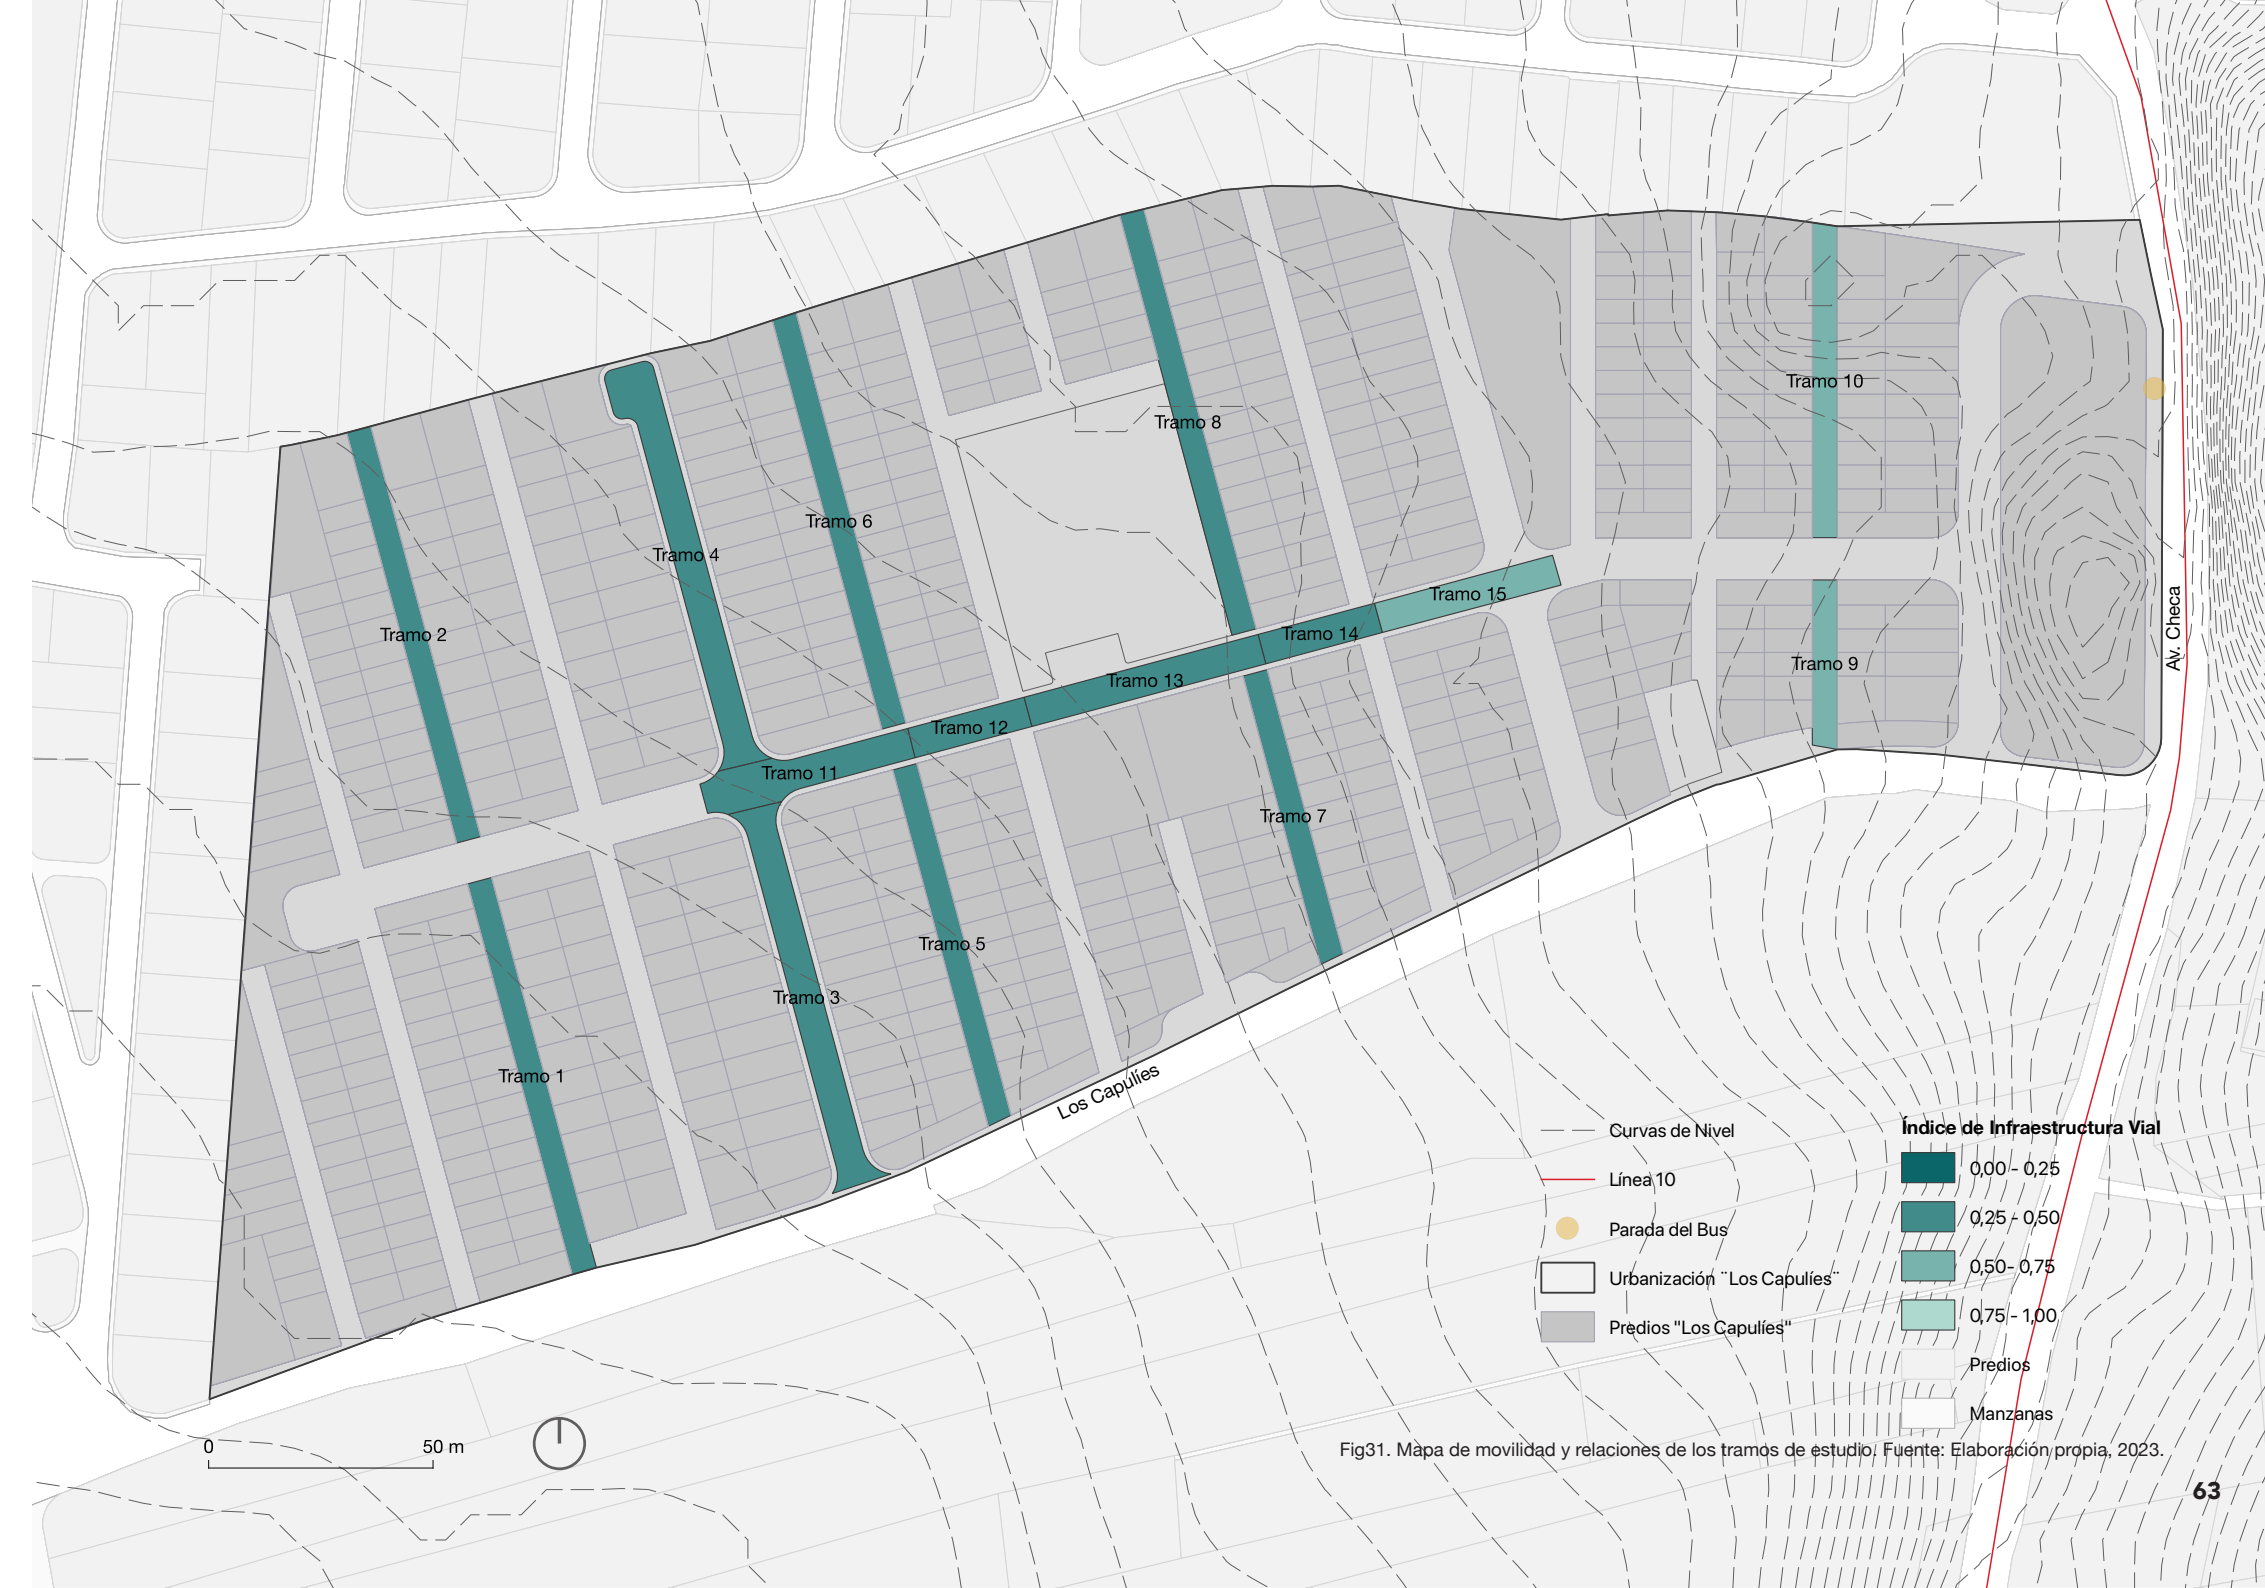 Tramo 10
Tramo 8
Tramo 6
Tramo 4
Tramo 15
Tramo 2
Tramo 14
Av. Checa
Tramo 9
Tramo 13
Tramo 12
Tramo 11
Tramo 7
Tramo 5
Tramo 3
Tramo 1
Los Capulíes
Curvas de Nivel
Línea 10
Parada del Bus
Urbanización ¨Los Capulíes¨
Predios "Los Capulíes"
Índice de Infraestructura Vial
0,00 - 0,25
0,25 - 0,50
0,50 - 0,75
0,75 - 1,00
Predios
Manzanas
0 50 m
Fig31. Mapa de movilidad y relaciones de los tramos de estudio. Fuente: Elaboración propia, 2023.
63